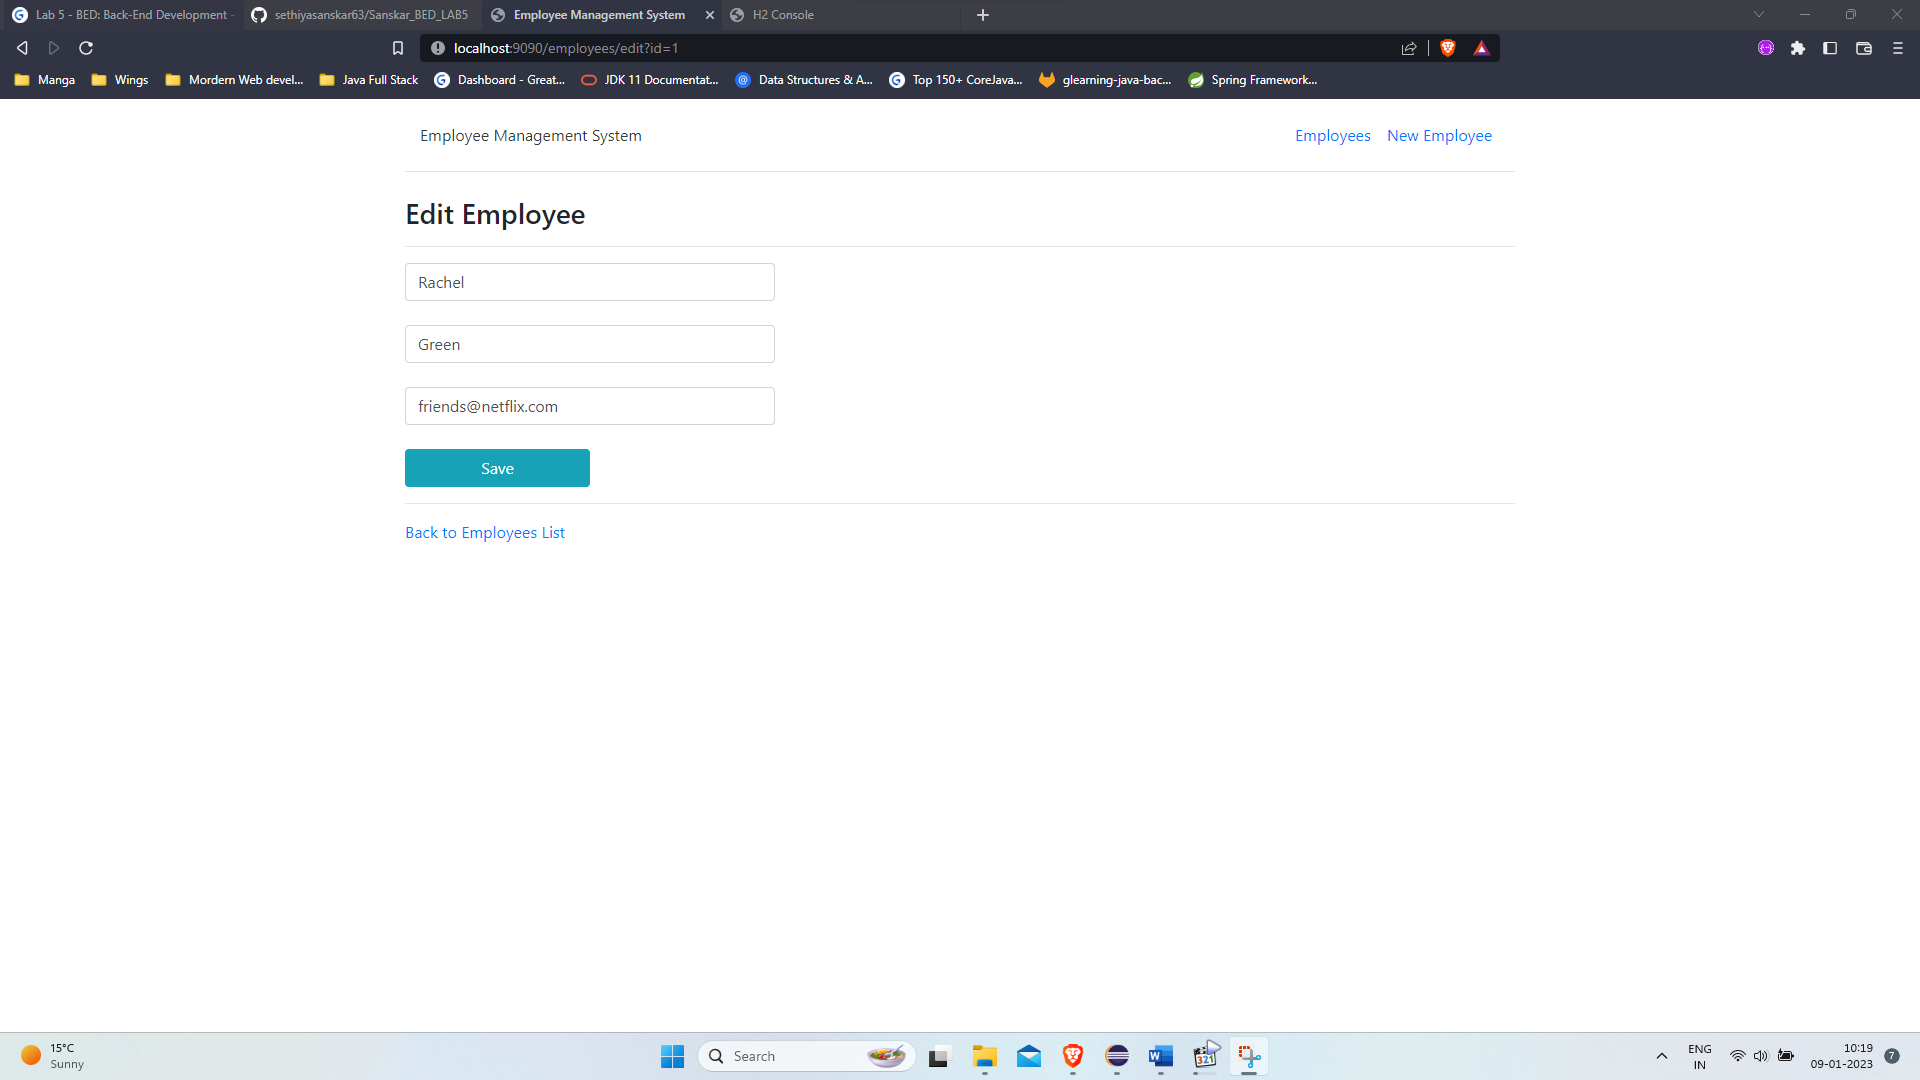 Lab 5 - BED: Back-End Development -
sethiyasanskar63/Sanskar_BED_LAB5
Employee Management System
H2 Console
localhost:9090/employees/edit?id=1
Manga
Wings
Mordern Web devel...
Java Full Stack
Dashboard - Great...
JDK 11 Documentat...
Data Structures & A...
Top 150+ CoreJava...
glearning-java-bac...
Spring Framework...
Employee Management System
Employees
New Employee
Edit Employee
Rachel
Green
friends@netflix.com
Save
Back to Employees List
15°C
Sunny
Search
321
ENG
IN
10:19
09-01-2023
7